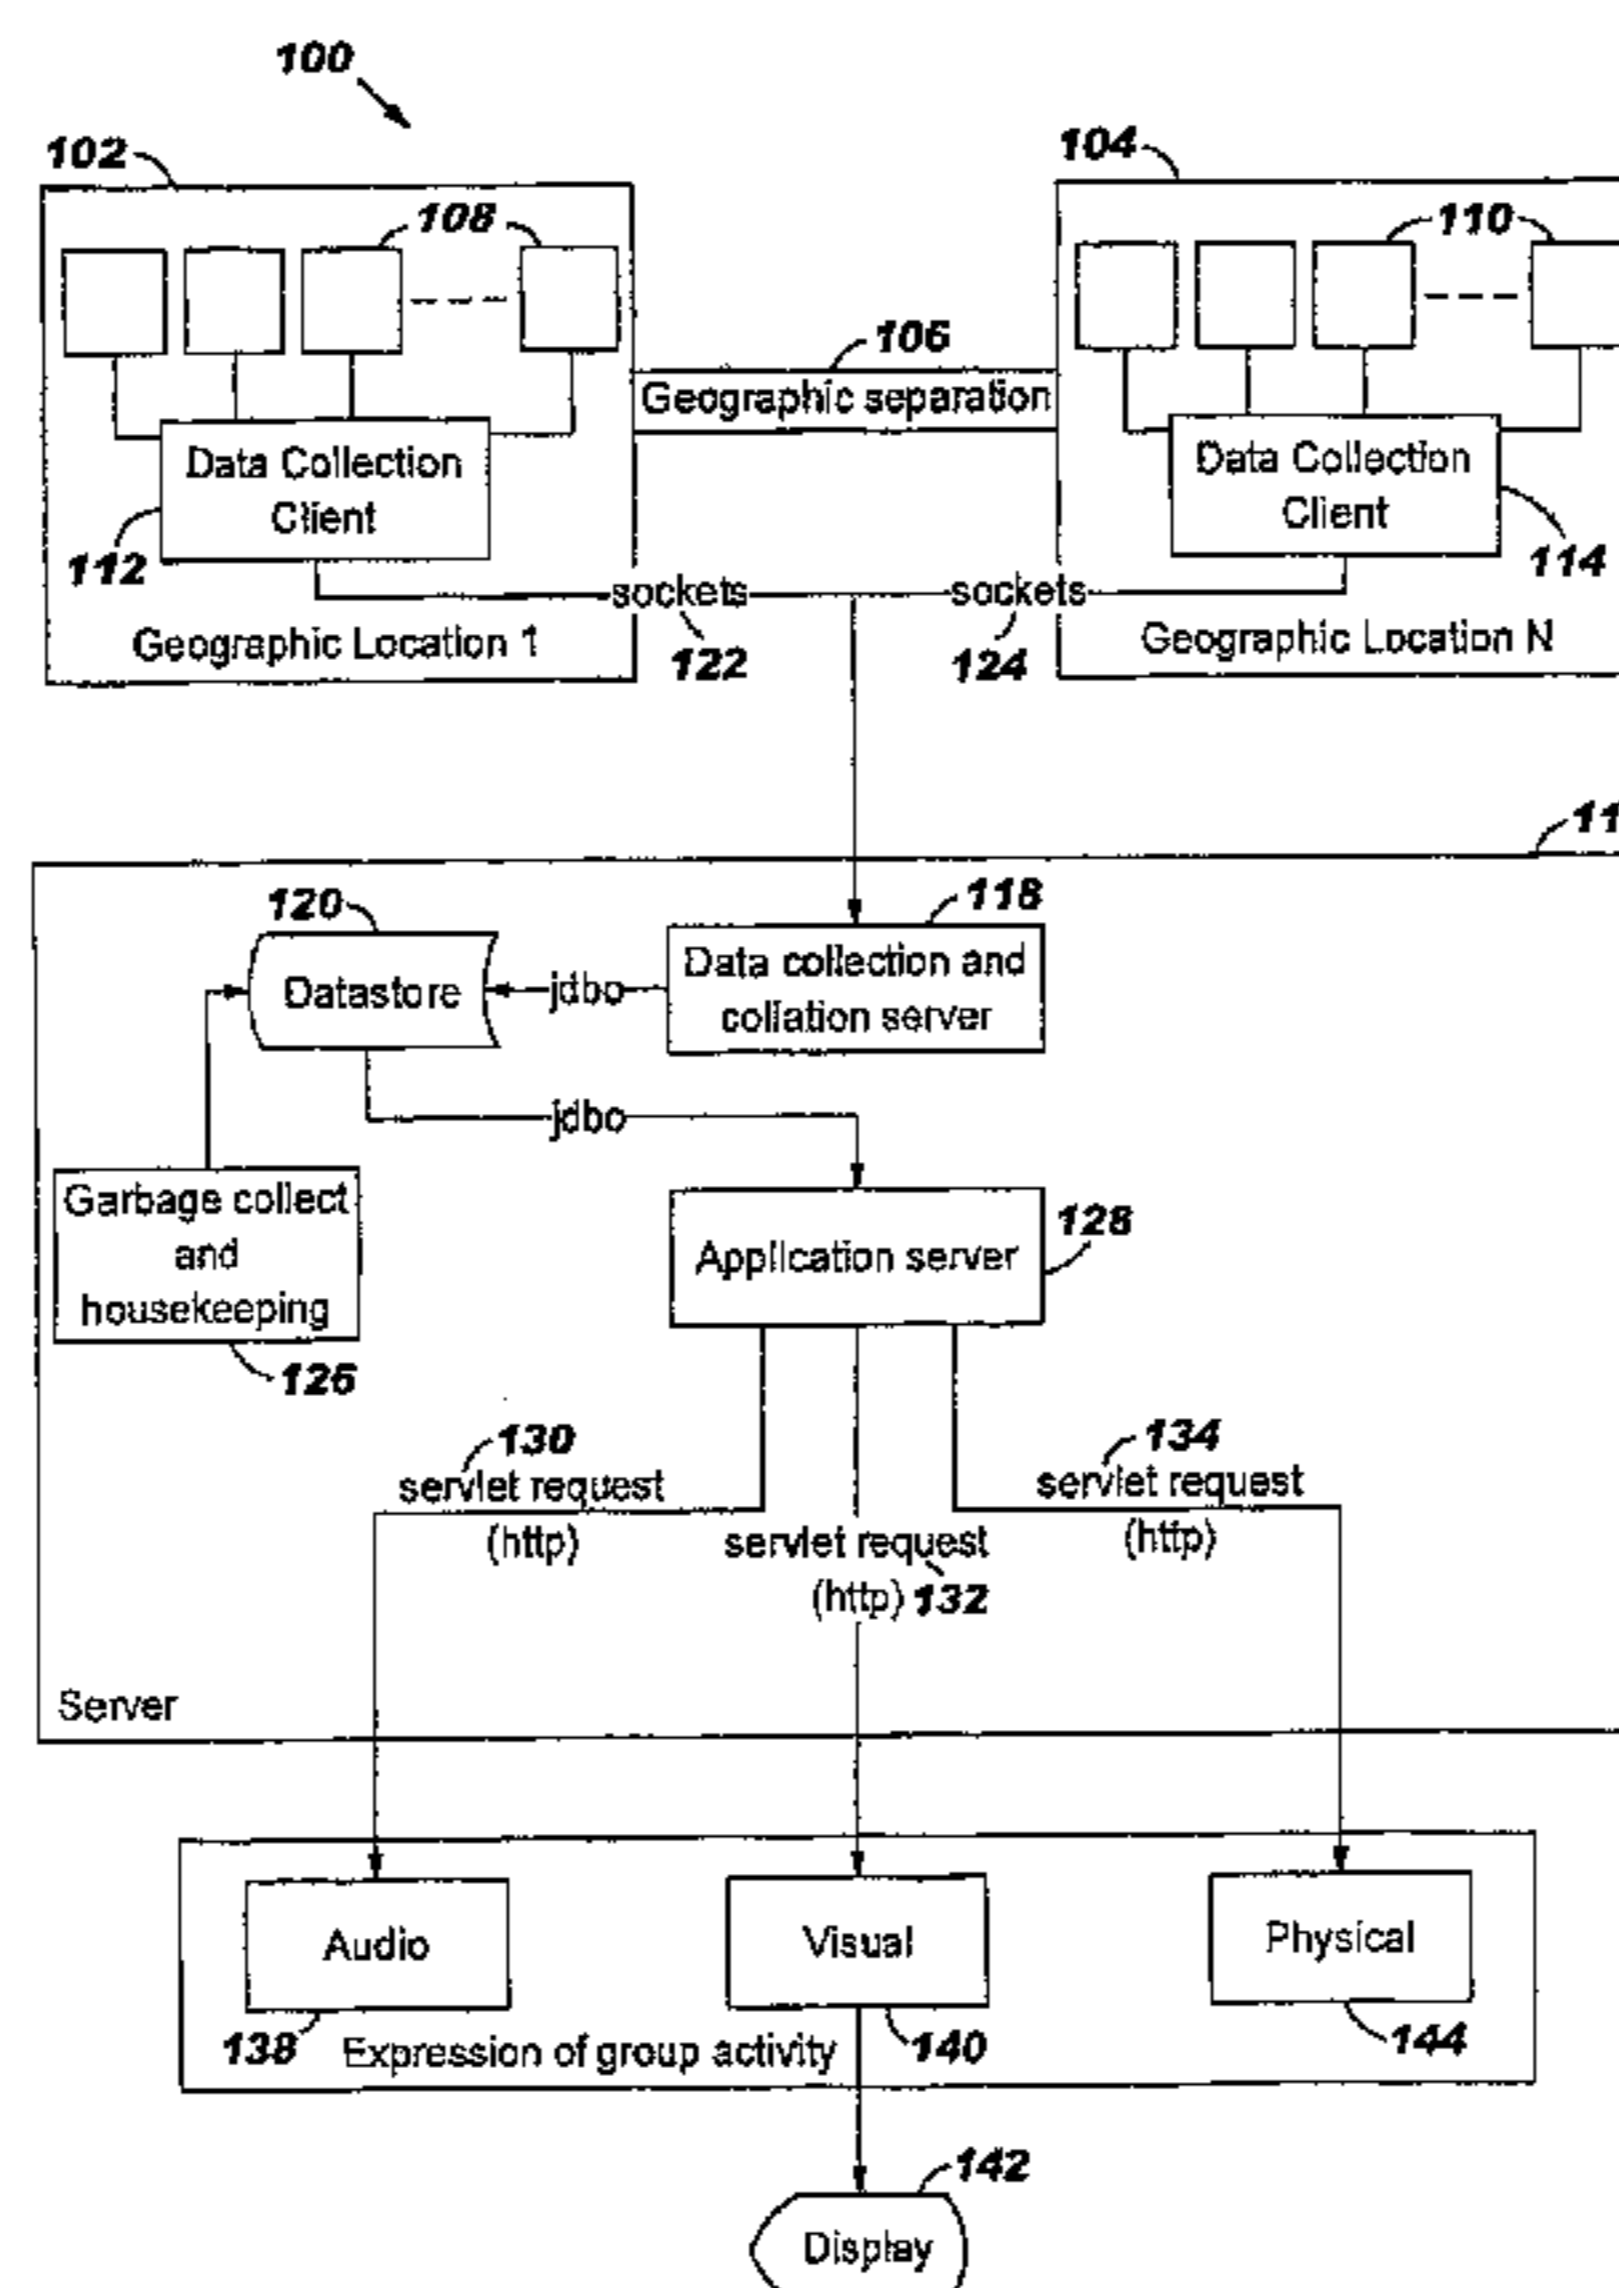 100
102
104
108
110
106
Geographic separation
Data Collection
Client
Data Collection
Client
112
114
sockets
sockets
122
124
Geographic Location 1
Geographic Location N
11
120
118
Datastore
jdbo
Data collection and
collation server
jdbo
Garbage collect
and
housekeeping
126
Application server
128
130
servlet request
(http)
134
servlet request
(http)
servlet request
(http) 132
Server
Audio
Visual
Physical
138
Expression of group activity
140
144
142
Display